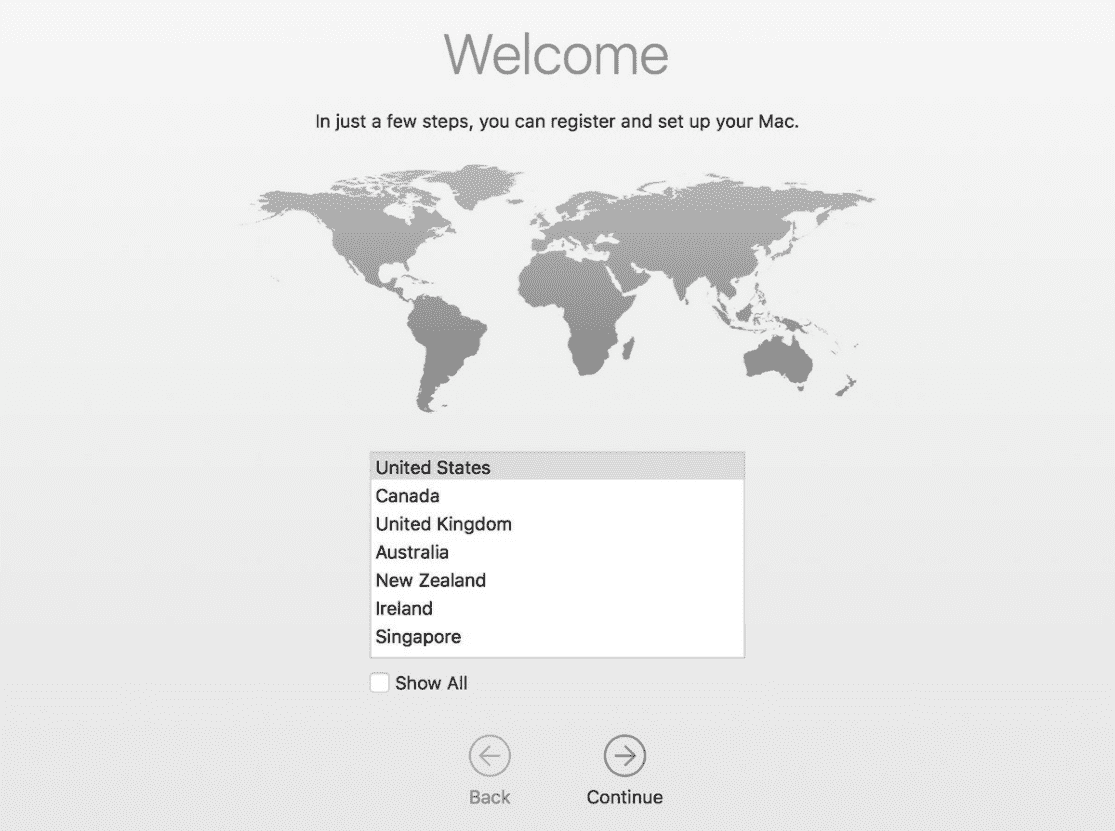 Welcome
In just a few steps, you can register and set up your Mac.
United States
Canada
United Kingdom
Australia
New Zealand
Ireland
Singapore
Show All
Back
Continue